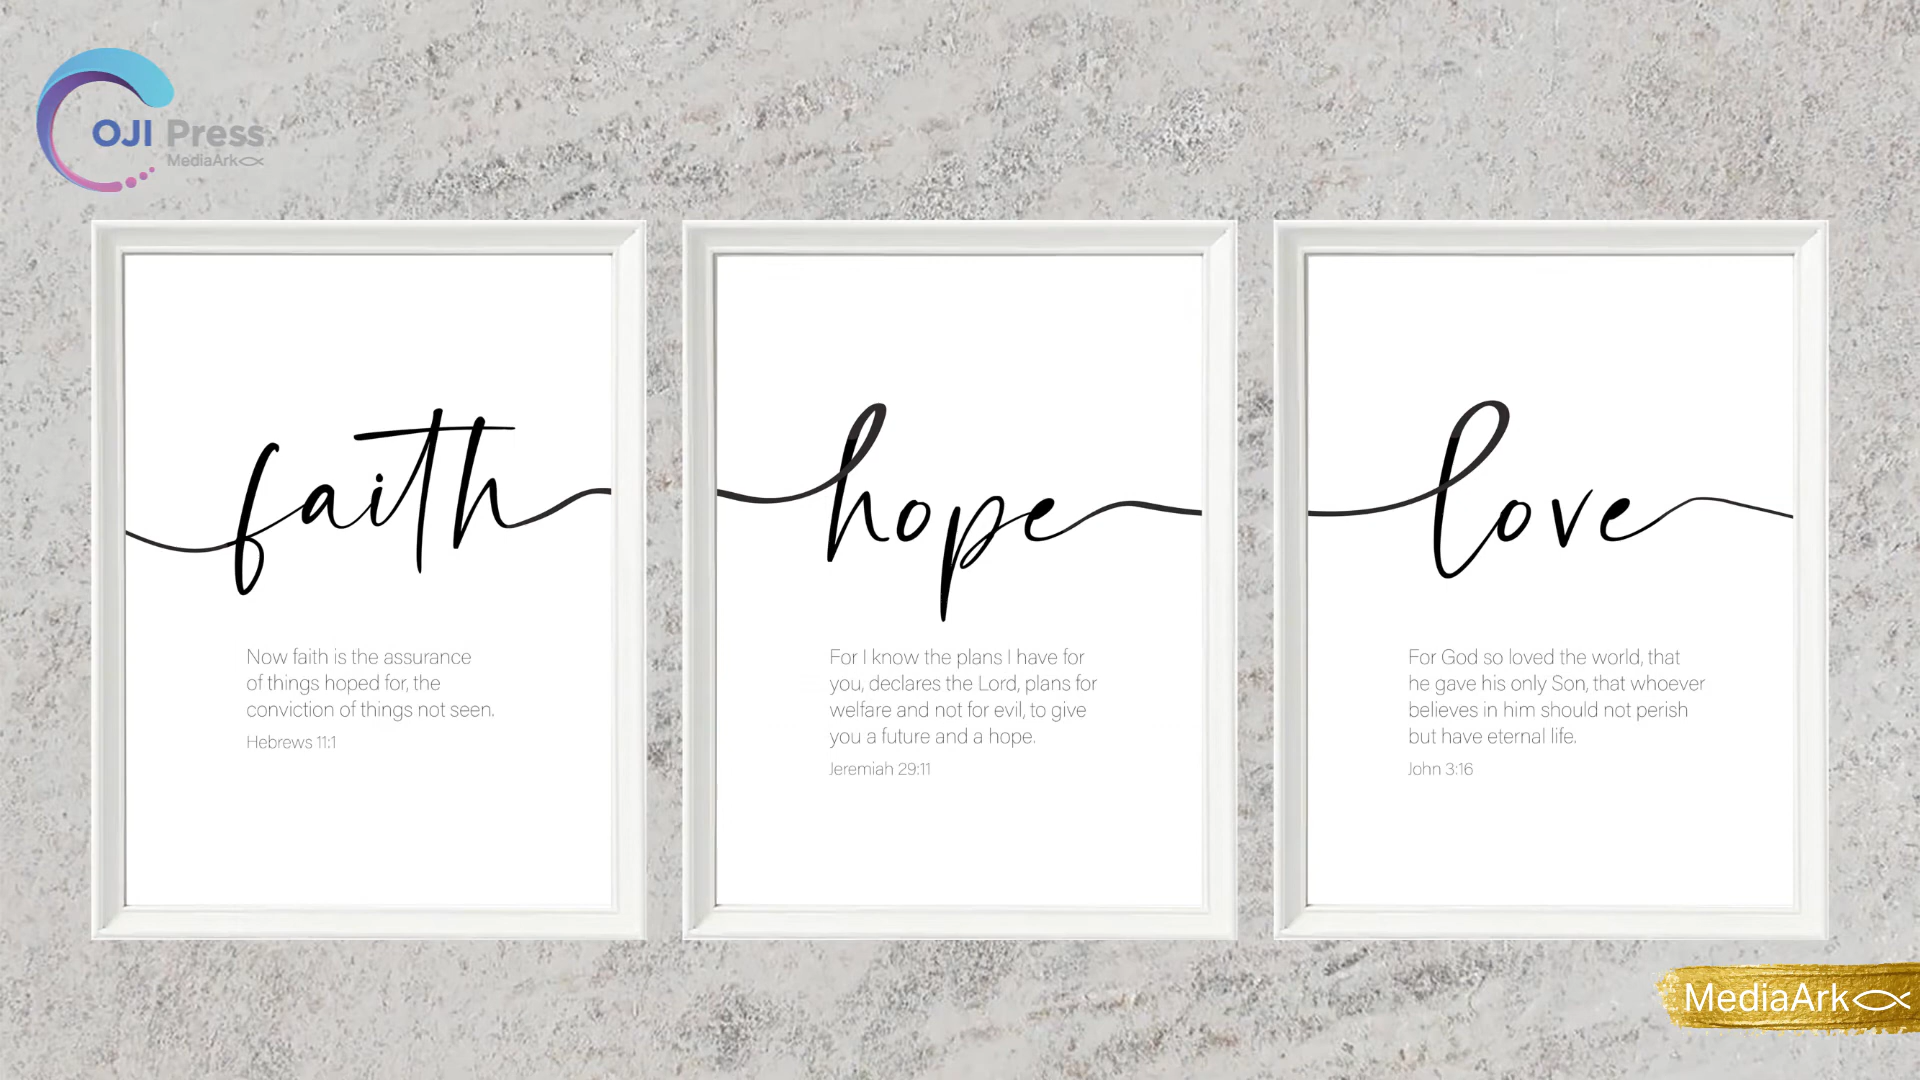 OJI Press
MediaArk
faith
Now faith is the assurance
of things hoped for, the
conviction of things not seen.
Hebrews 11:1
hope
For I know the plans I have for
you, declares the Lord, plans for
welfare and not for evil, to give
you a future and a hope.
Jeremiah 29:11
love
For God so loved the world, that
he gave his only Son, that whoever
believes in him should not perish
but have eternal life.
John 3:16
MediaArk